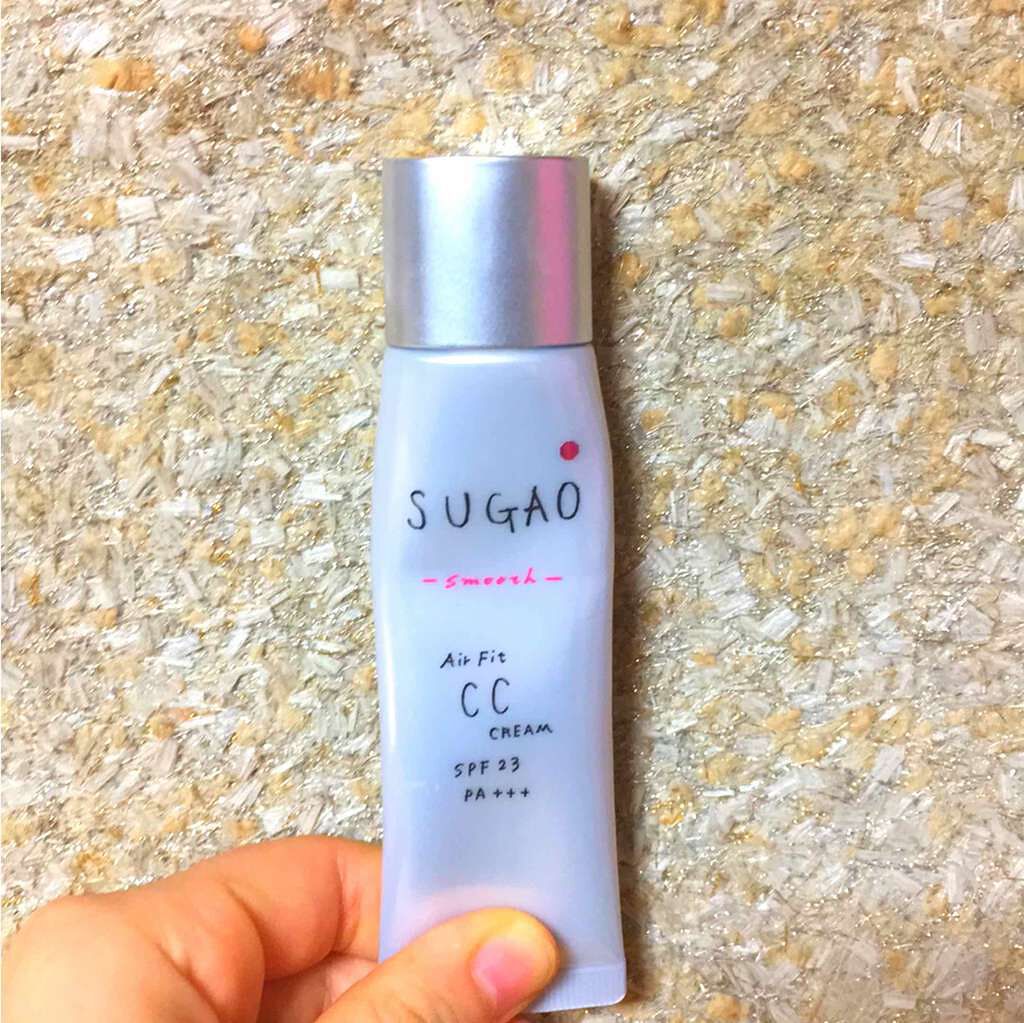 SUGAO
- smooth -
Air Fit
CC
CREAM
SPF 23
PA +++